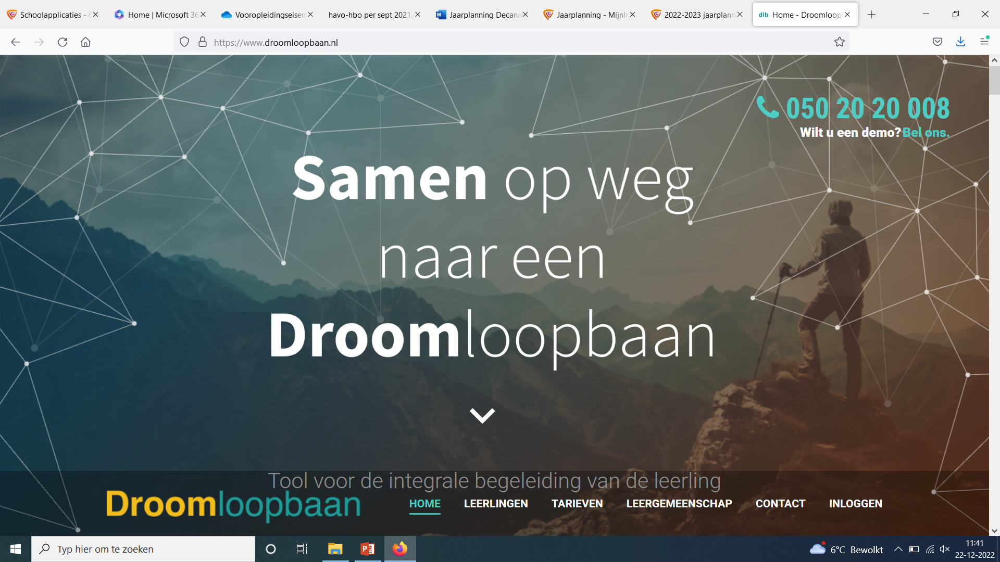 Schoolapplicaties - 
Home | Microsoft 36
Vooropleidingseisen
havo-hbo per sept 2021.
Jaarplanning Decana
Jaarplanning - MijnI
2022-2023 jaarplann
dlb Home - Droomloopl
https://www.droomloopbaan.nl
050 20 20 008
Wilt u een demo? Bel ons.
Samen op weg
naar een
Droomloopbaan
Tool voor de integrale begeleiding van de leerling
Droomloopbaan
HOME LEERLINGEN TARIEVEN LEERGEMEENSCHAP CONTACT INLOGGEN
Typ hier om te zoeken
6°C Bewolkt
11:41
22-12-2022